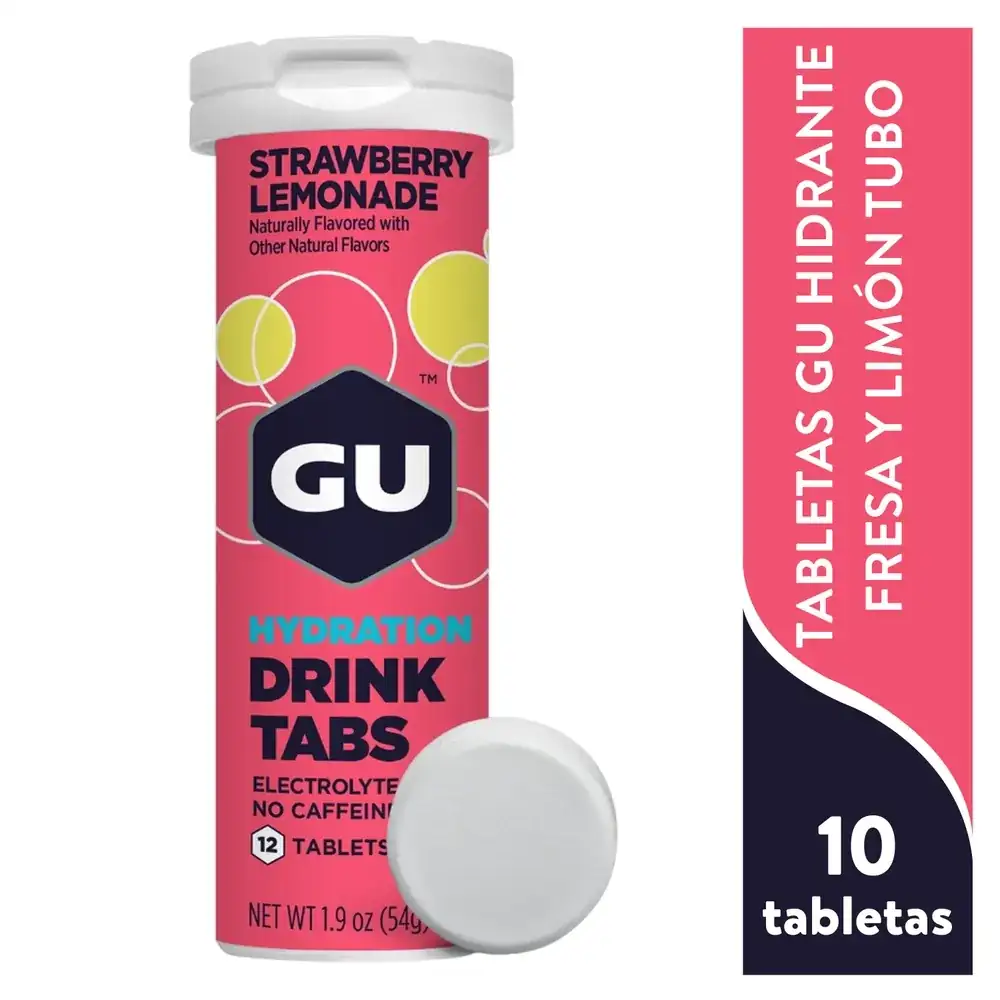 STRAWBERRY
LEMONADE
Naturally Flavored with
Other Natural Flavors
TM
GU
HYDRATION
DRINK
TABS
ELECTROLYTE
NO CAFFEINE
12 TABLETS
NET WT 1.9 oz (54g)
TABLETAS GU HIDRANTE
FRESA Y LIMÓN TUBO
10
tabletas